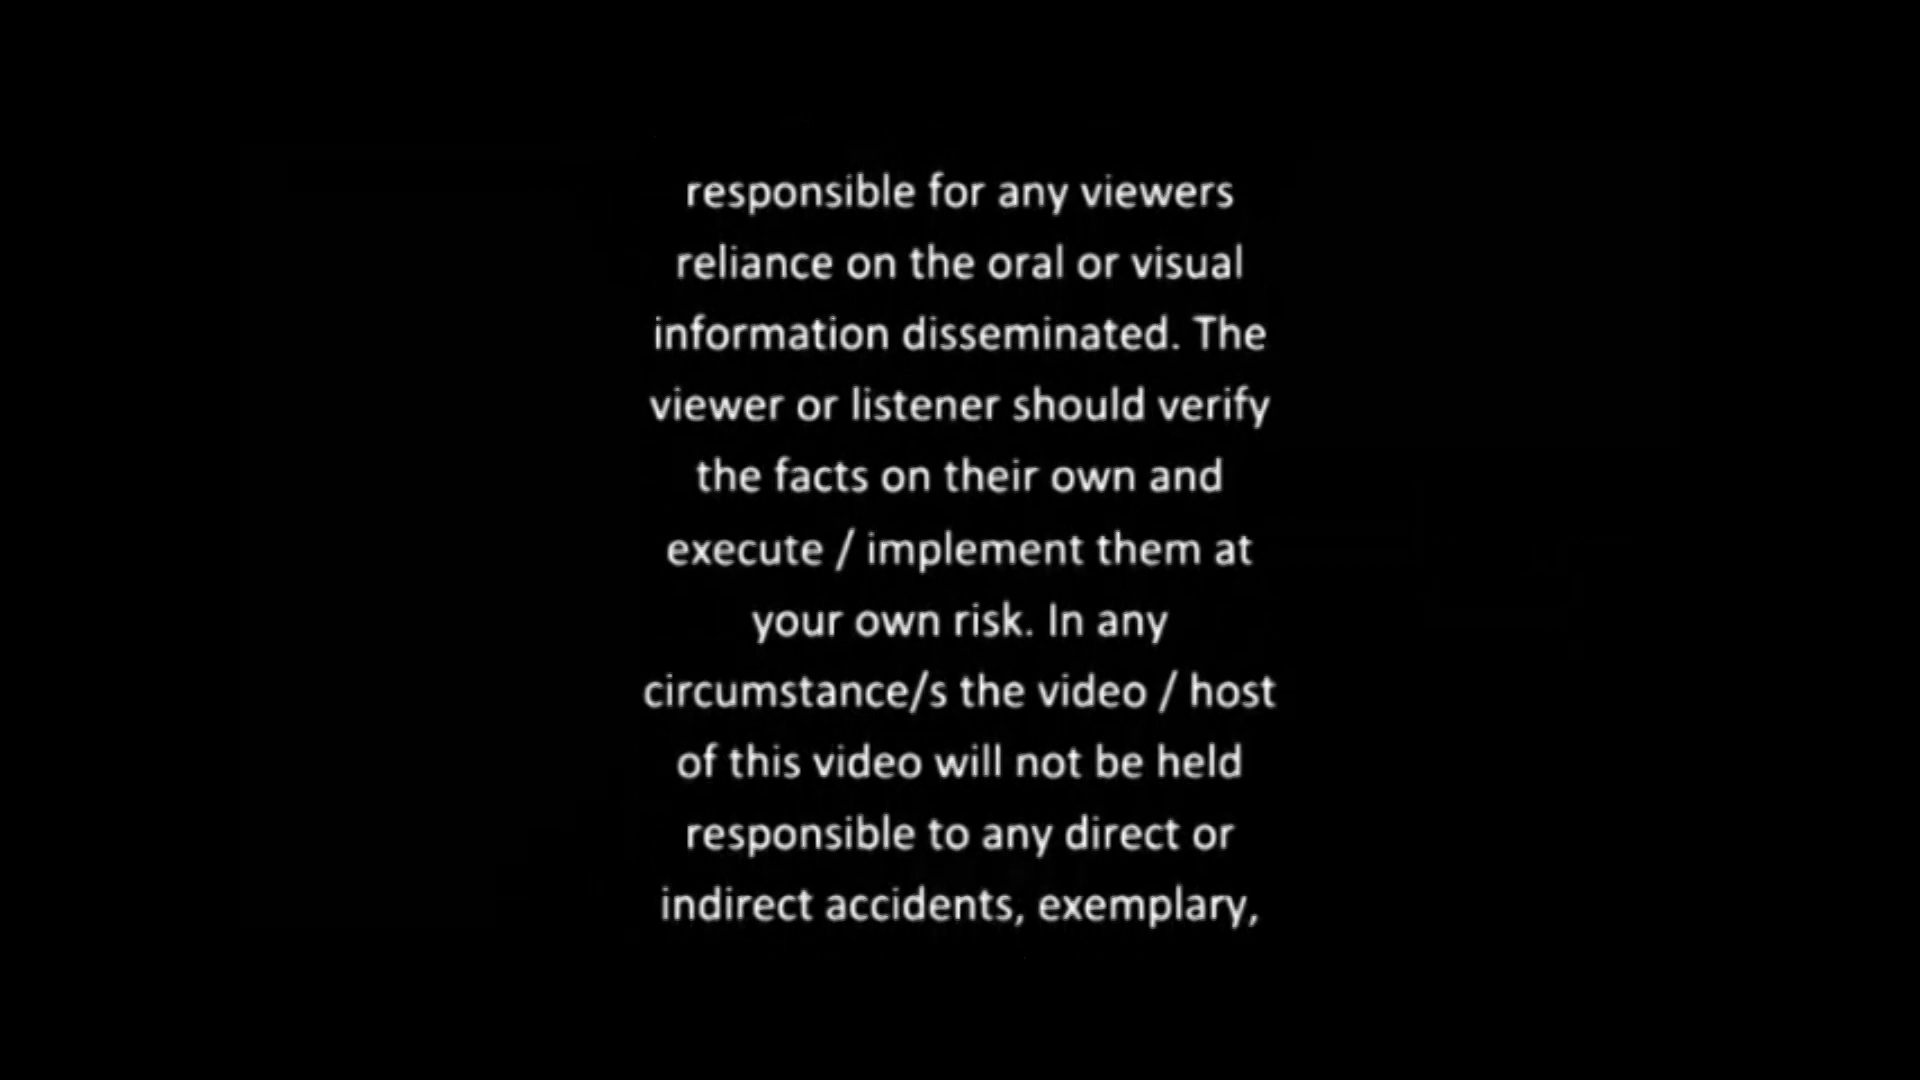 responsible for any viewers
reliance on the oral or visual
information disseminated. The
viewer or listener should verify
the facts on their own and
execute / implement them at
your own risk. In any
circumstance/s the video / host
of this video will not be held
responsible to any direct or
indirect accidents, exemplary,